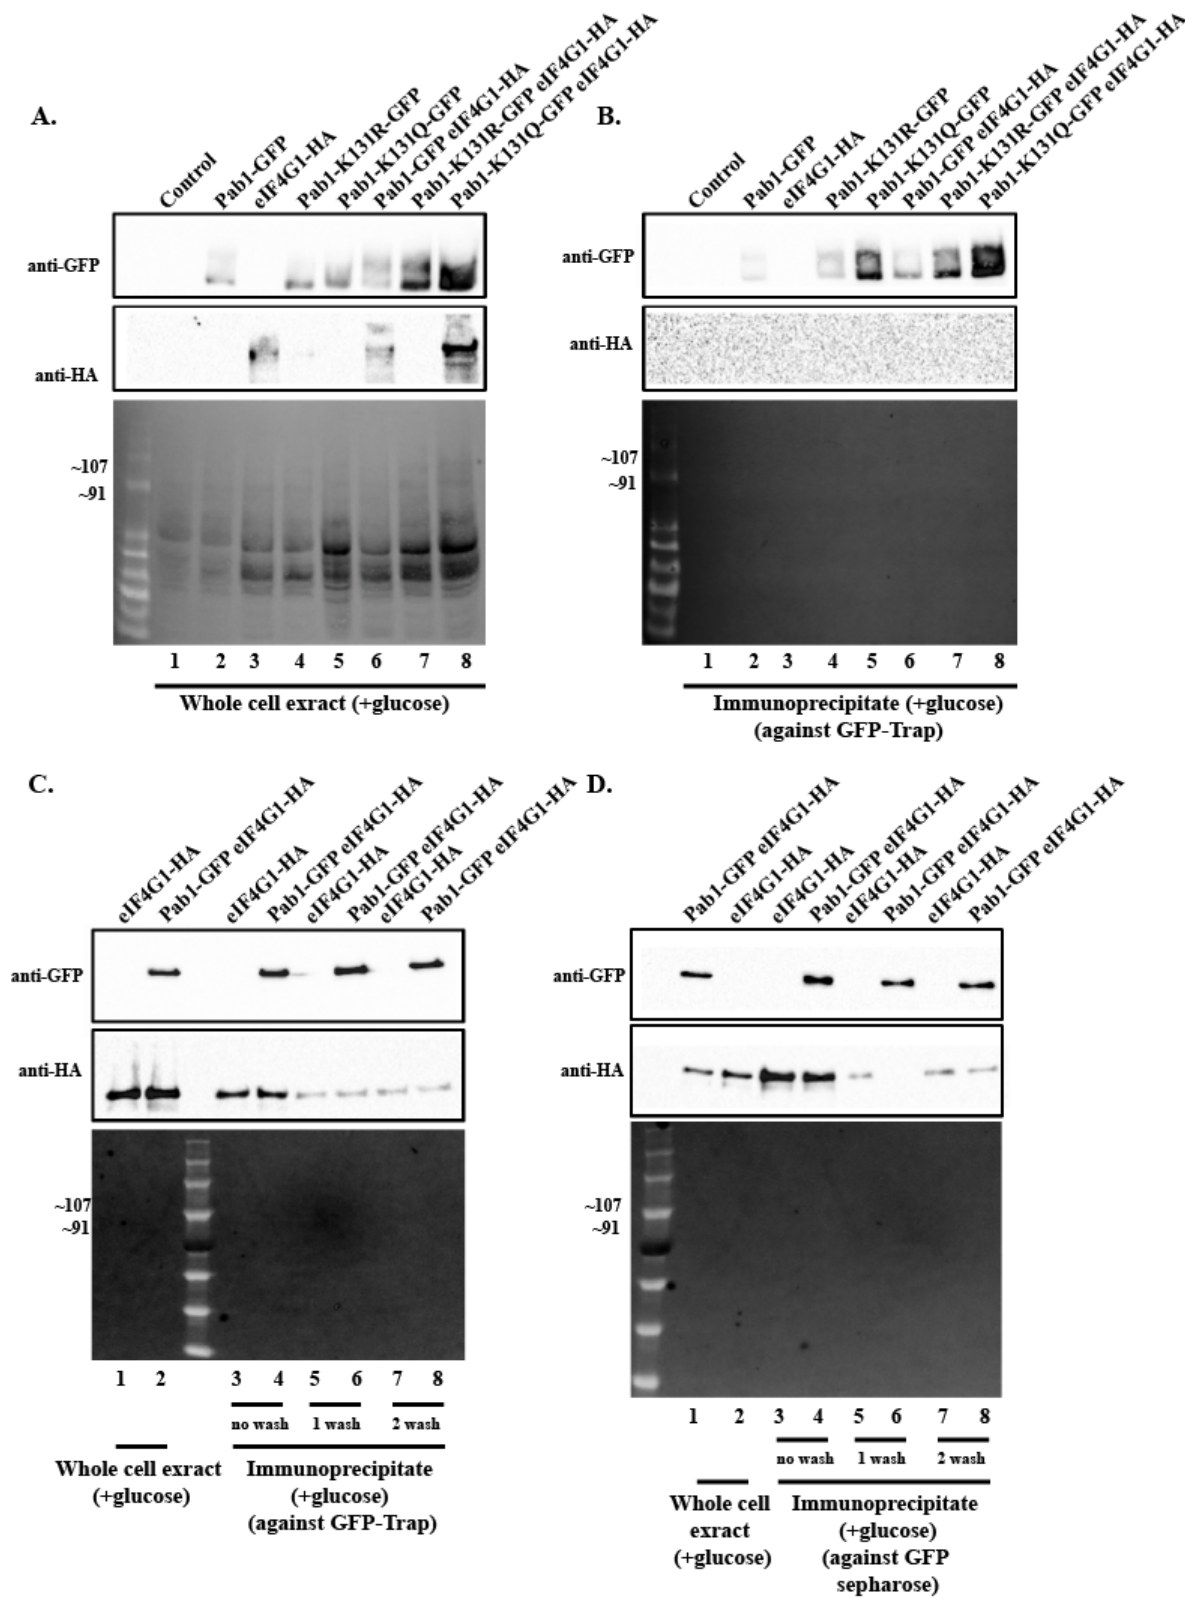 A.
Control
Pab1-GFP
eIF4G1-HA
Pab1-K131R-GFP
Pab1-K131Q-GFP
Pab1-GFP eIF4G1-HA
Pab1-K131R-GFP eIF4G1-HA
Pab1-K131Q-GFP eIF4G1-HA
anti-GFP
anti-HA
~107
~91
1 2 3 4 5 6 7 8
Whole cell exract (+glucose)
B.
Control
Pab1-GFP
eIF4G1-HA
Pab1-K131R-GFP
Pab1-K131Q-GFP
Pab1-GFP eIF4G1-HA
Pab1-K131R-GFP eIF4G1-HA
Pab1-K131Q-GFP eIF4G1-HA
anti-GFP
anti-HA
~107
~91
1 2 3 4 5 6 7 8
Immunoprecipitate (+glucose)
(against GFP-Trap)
C.
eIF4G1-HA
Pab1-GFP eIF4G1-HA
eIF4G1-HA
Pab1-GFP eIF4G1-HA
eIF4G1-HA
Pab1-GFP eIF4G1-HA
eIF4G1-HA
Pab1-GFP eIF4G1-HA
anti-GFP
anti-HA
~107
~91
1 2 3 4 5 6 7 8
no wash 1 wash 2 wash
Whole cell exract
(+glucose)
Immunoprecipitate
(+glucose)
(against GFP-Trap)
D.
Pab1-GFP eIF4G1-HA
eIF4G1-HA
eIF4G1-HA
Pab1-GFP eIF4G1-HA
eIF4G1-HA
Pab1-GFP eIF4G1-HA
eIF4G1-HA
Pab1-GFP eIF4G1-HA
anti-GFP
anti-HA
~107
~91
1 2 3 4 5 6 7 8
no wash 1 wash 2 wash
Whole cell
exract
(+glucose)
Immunoprecipitate
(+glucose)
(against GFP
sepharose)